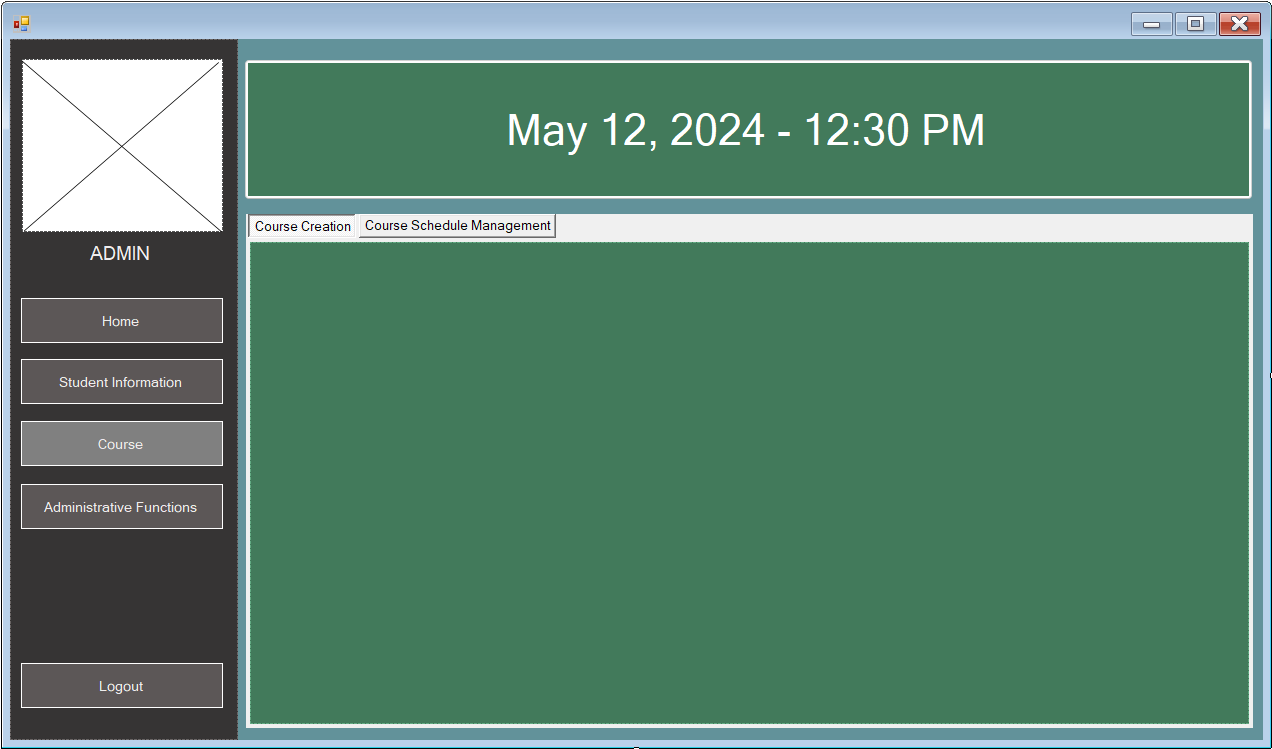 May 12, 2024 - 12:30 PM
Course Creation
Course Schedule Management
ADMIN
Home
Student Information
Course
Administrative Functions
Logout